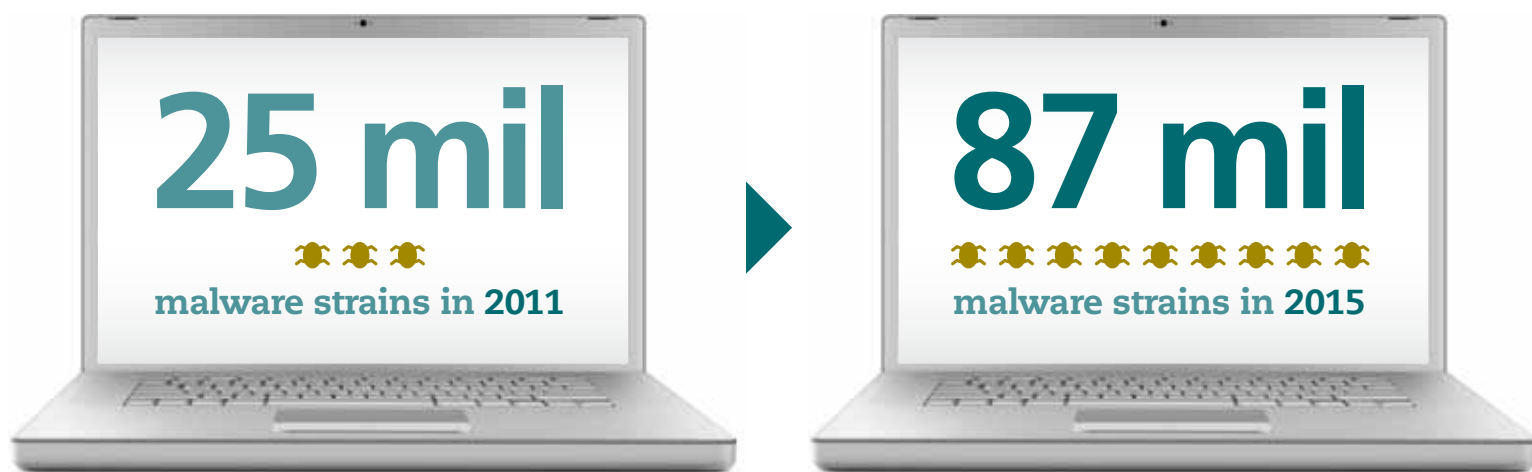 25 mil
malware strains in 2011
87 mil
malware strains in 2015